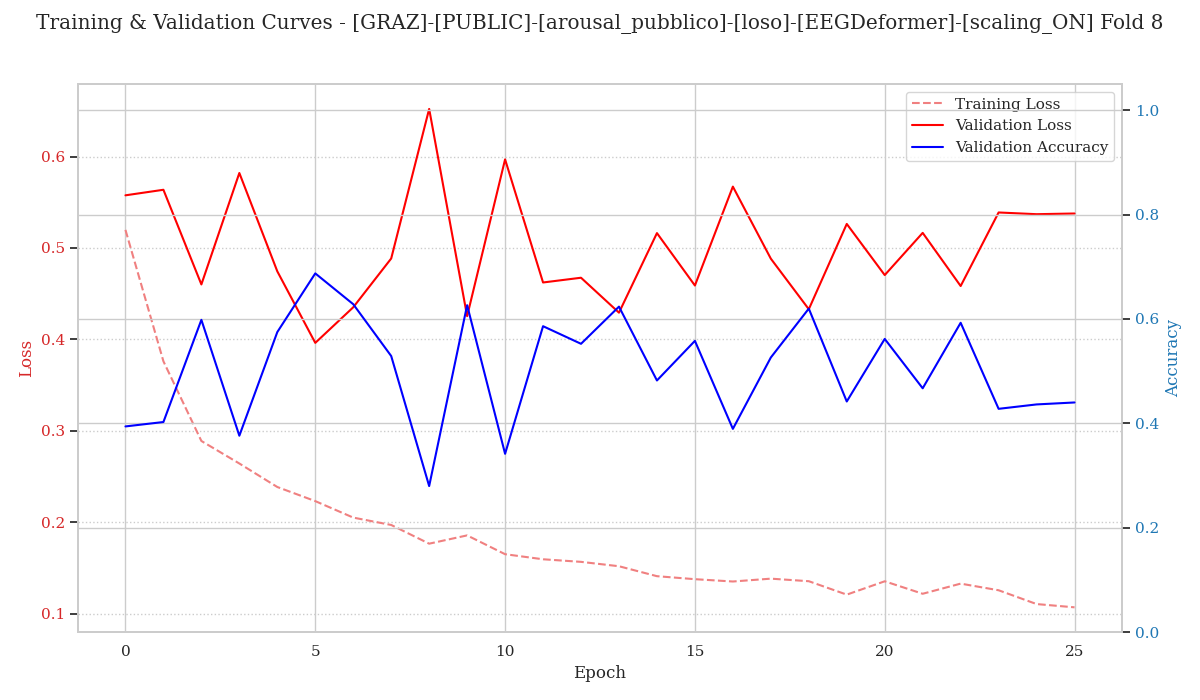 Training & Validation Curves - [GRAZ]-[PUBLIC]-[arousal_pubblico]-[loso]-[EEGDeformer]-[scaling_ON] Fold 8
Training Loss
Validation Loss
Validation Accuracy
0.6
0.5
0.4
0.3
0.2
0.1
Loss
1.0
0.8
0.6
0.4
0.2
0.0
Accuracy
0
5
10
15
20
25
Epoch